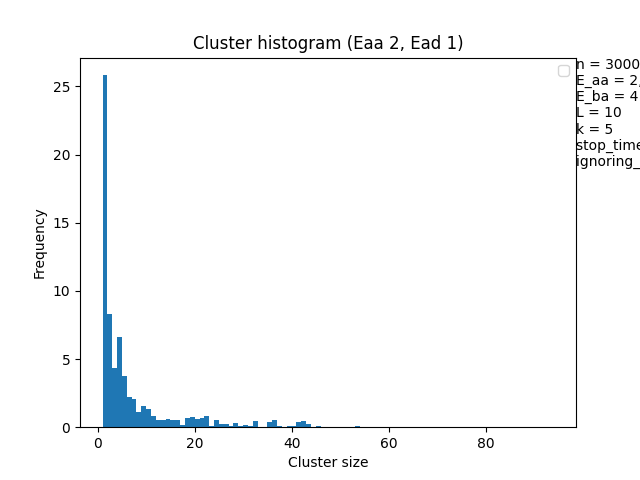 Cluster histogram (Eaa 2, Ead 1)
n = 3000
E_aa = 2,
E_ba = 4
L = 10
k = 5
stop_time
ignoring_
Frequency
25
20
15
10
5
0
0 20 40 60 80
Cluster size